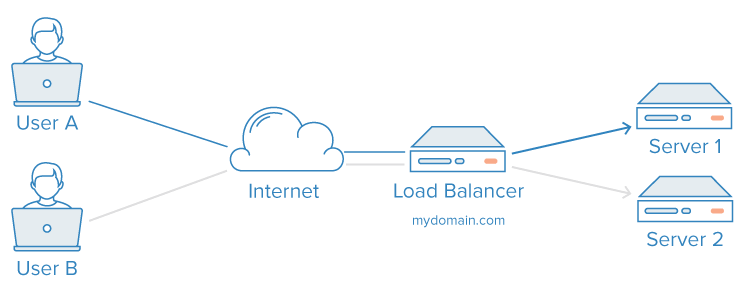 User A
User B
Internet
Load Balancer
mydomain.com
Server 1
Server 2